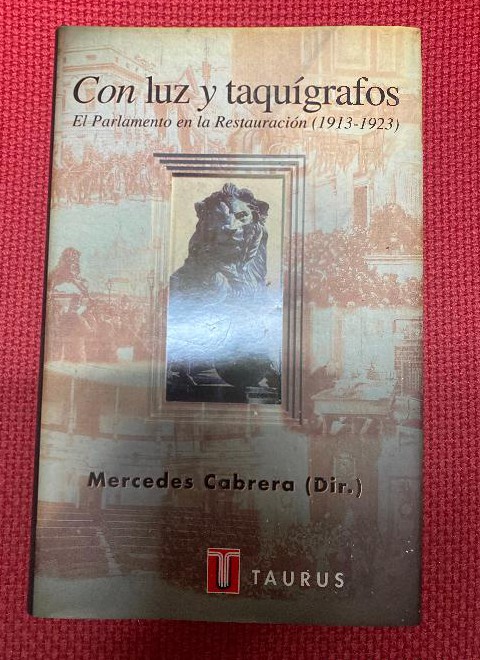 Con luz y taquígrafos
El Parlamento en la Restauración (1913-1923)
Mercedes Cabrera (Dir.)
TAURUS